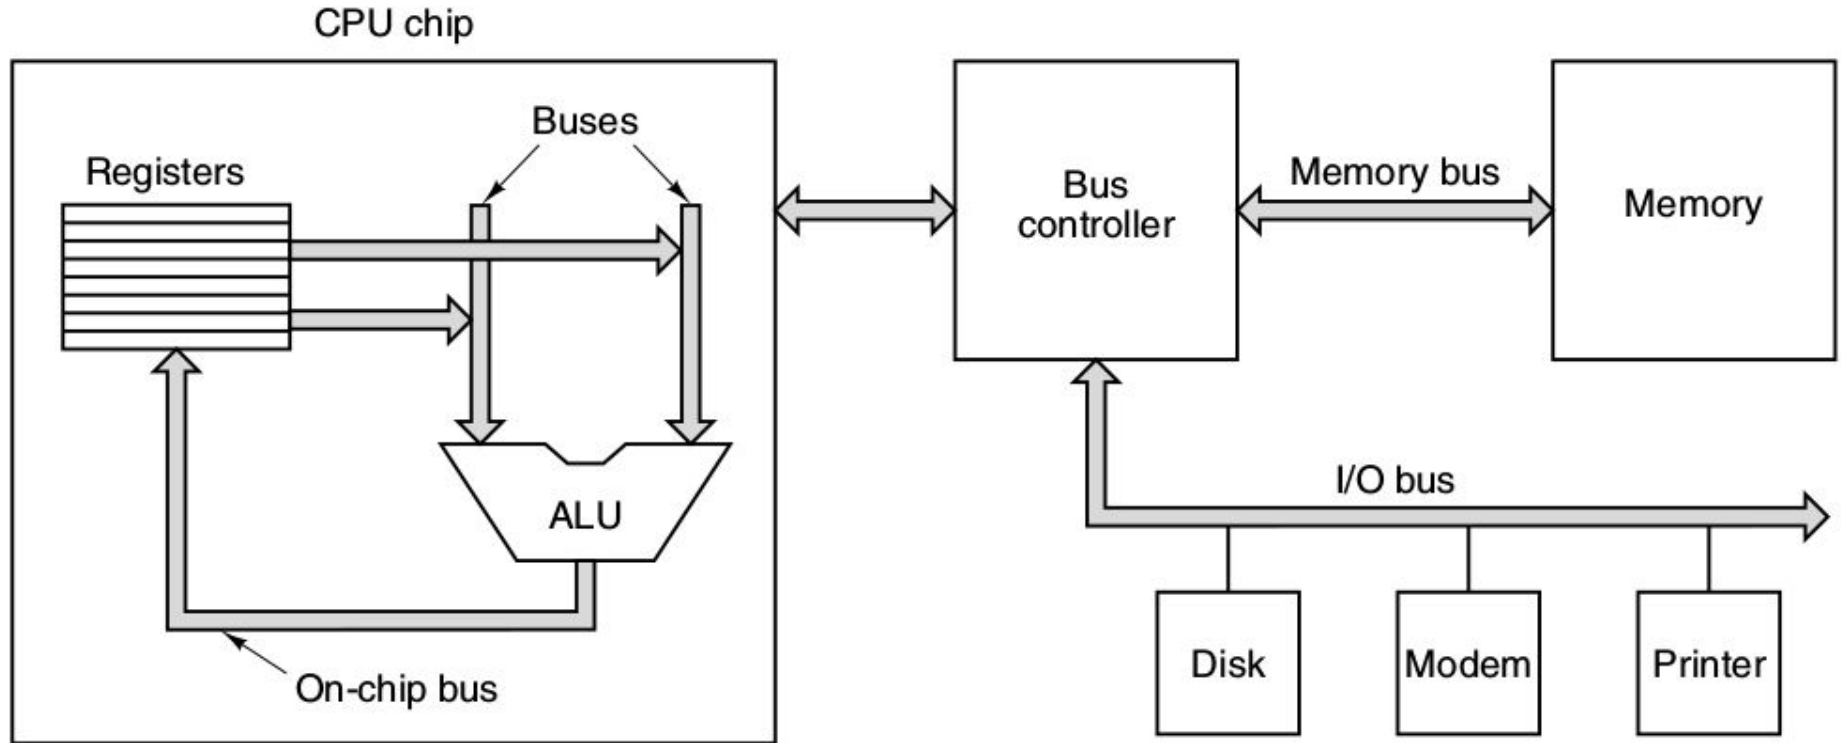 CPU chip
Buses
Registers
Bus
controller
Memory bus
Memory
I/O bus
ALU
Disk
Modem
Printer
On-chip bus